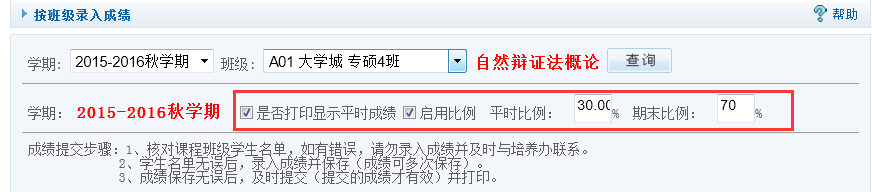 按班级录入成绩 帮助
学期: 2015-2016秋学期 班级: A01 大学城 专硕4班 自然辩证法概论 查询
学期: 2015-2016秋学期 是否打印显示平时成绩 启用比例 平时比例: 30.00 % 期末比例: 70 %
成绩提交步骤: 1、核对课程班级学生名单，如有错误，请勿录入成绩并及时与培养办联系。
2、学生名单无误后，录入成绩并保存（成绩可多次保存）。
3、成绩保存无误后，及时提交（提交的成绩才有效）并打印。